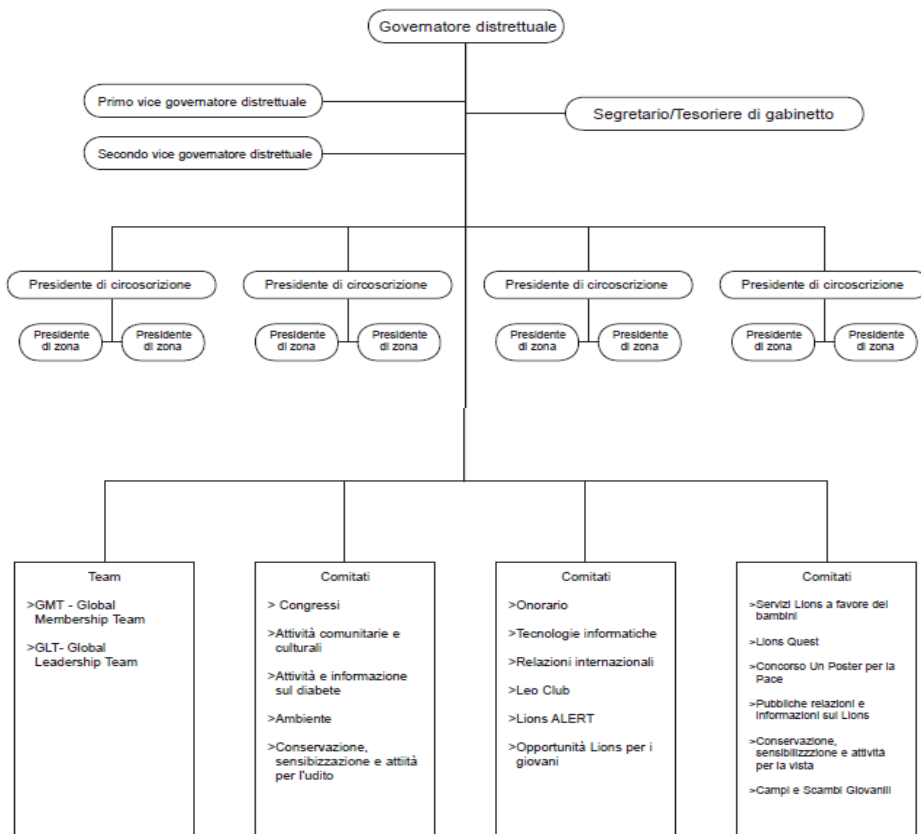 Governatore distrettuale
Primo vice governatore distrettuale
Segretario/Tesoriere di gabinetto
Secondo vice governatore distrettuale
Presidente di circoscrizione
Presidente di circoscrizione
Presidente di circoscrizione
Presidente di circoscrizione
Presidente
di zona
Presidente
di zona
Presidente
di zona
Presidente
di zona
Presidente
di zona
Presidente
di zona
Presidente
di zona
Presidente
di zona
Team
>GMT - Global
Membership Team
>GLT- Global
Leadership Team
Comitati
> Congressi
>Attività comunitarie e
culturali
>Attività e informazione
sul diabete
>Ambiente
>Conservazione,
sensibizzazione e attiità
per l'udito
Comitati
>Onorario
>Tecnologie informatiche
>Relazioni internazionali
>Leo Club
>Lions ALERT
>Opportunità Lions per i
giovani
Comitati
>Servizi Lions a favore dei
bambini
>Lions Quest
>Concorso Un Poster per la
Pace
>Pubbliche relazioni e
informazioni sui Lions
>Conservazione,
sensibilizzzione e attività
per la vista
>Campi e Scambi Giovanili